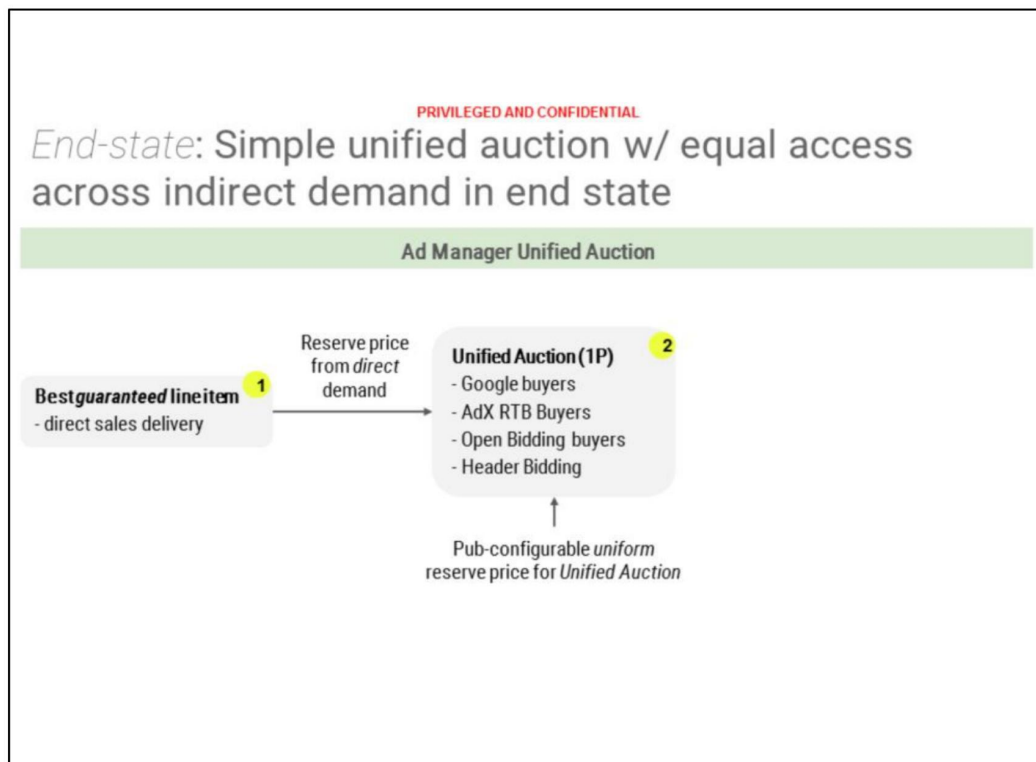 PRIVILEGED AND CONFIDENTIAL
End-state: Simple unified auction w/ equal access
across indirect demand in end state
Ad Manager Unified Auction
1
Best guaranteed line item
- direct sales delivery
Reserve price
from direct
demand
2
Unified Auction (1P)
- Google buyers
- AdX RTB Buyers
- Open Bidding buyers
- Header Bidding
Pub-configurable uniform
reserve price for Unified Auction